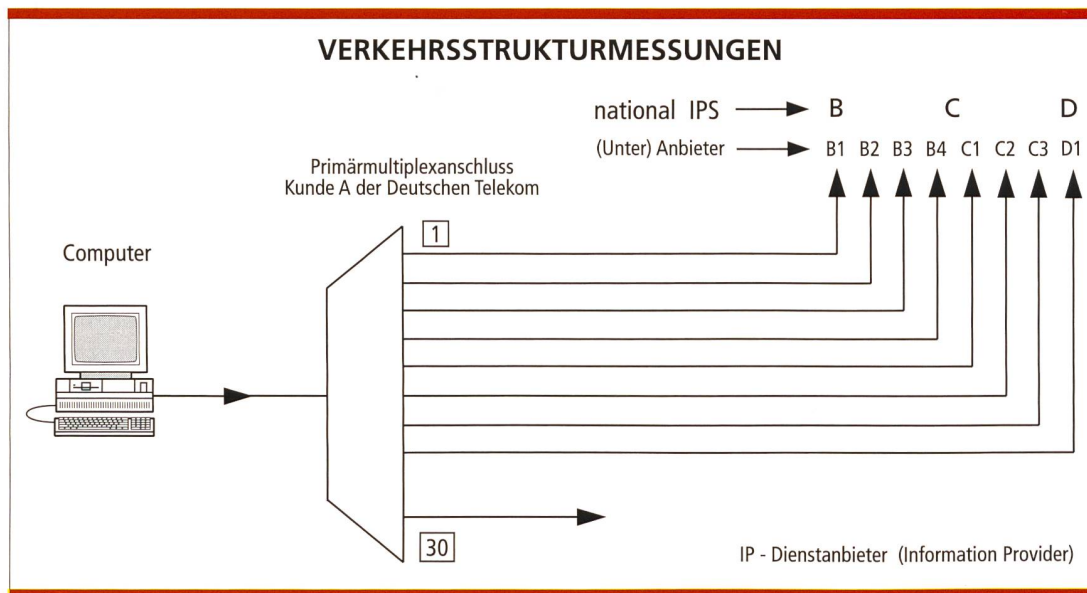 VERKEHRSSTRUKTURMESSUNGEN
national IPS B C D
(Unter) Anbieter B1 B2 B3 B4 C1 C2 C3 D1
Primärmultiplexanschluss
Kunde A der Deutschen Telekom
1
Computer
30
IP - Dienstanbieter (Information Provider)